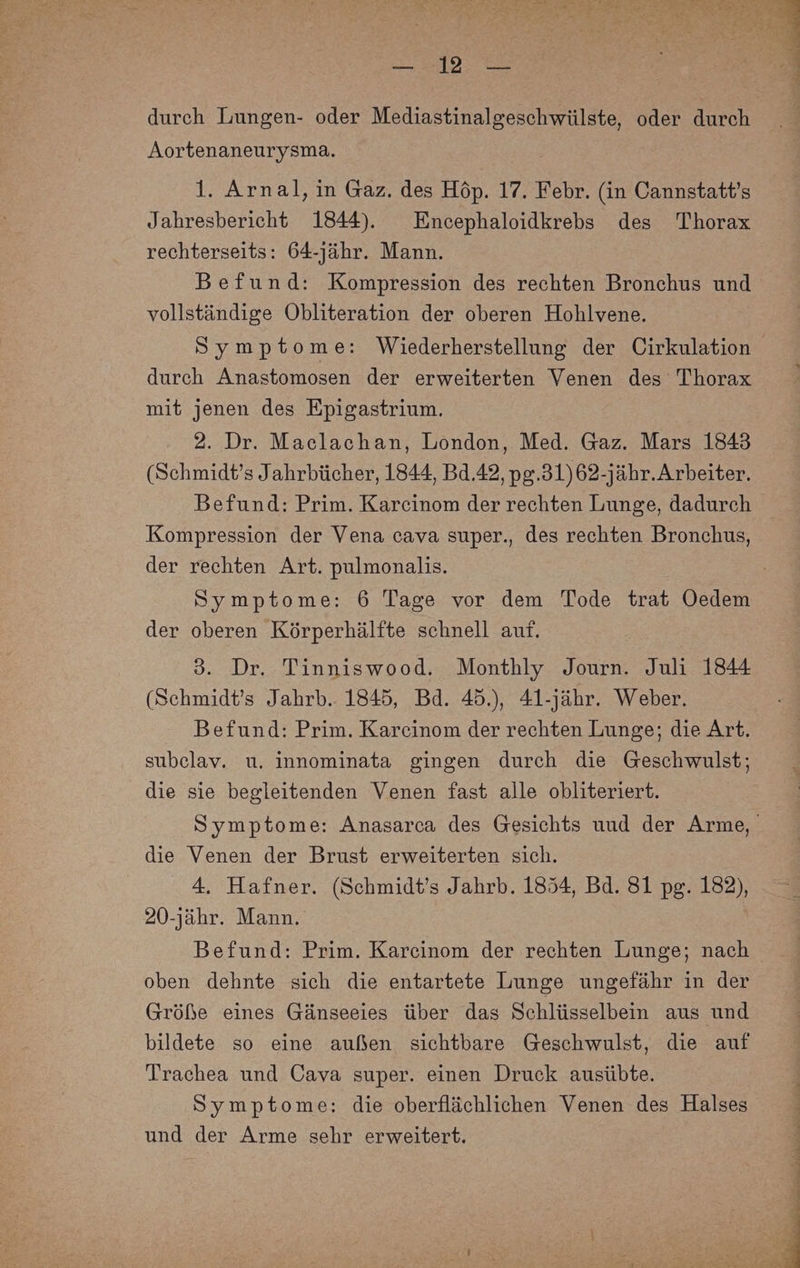 — 12 —
durch Lungen- oder Mediastinalgeschwülste, oder durch
Aortenaneurysma.
1. Arnal, in Gaz. des Hôp. 17. Febr. (in Cannstatt's
Jahresbericht 1844). Encephaloidkrebs des Thorax
rechterseits: 64-jähr. Mann.
Befund: Kompression des rechten Bronchus und
vollständige Obliteration der oberen Hohlvene.
Symptome: Wiederherstellung der Cirkulation
durch Anastomosen der erweiterten Venen des Thorax
mit jenen des Epigastrium.
2. Dr. Maclachan, London, Med. Gaz. Mars 1843
(Schmidt's Jahrbücher, 1844, Bd.42, pg.31) 62-jähr. Arbeiter.
Befund: Prim. Karcinom der rechten Lunge, dadurch
Kompression der Vena cava super., des rechten Bronchus,
der rechten Art. pulmonalis.
Symptome: 6 Tage vor dem Tode trat Oedem
der oberen Körperhälfte schnell auf.
3. Dr. Tinniswood. Monthly Journ. Juli 1844
(Schmidt's Jahrb. 1845, Bd. 45.), 41-jähr. Weber.
Befund: Prim. Karcinom der rechten Lunge; die Art.
subclav. u. innominata gingen durch die Geschwulst;
die sie begleitenden Venen fast alle obliteriert.
Symptome: Anasarca des Gesichts uud der Arme,
die Venen der Brust erweiterten sich.
4. Hafner. (Schmidt's Jahrb. 1854, Bd. 81 pg. 182),
20-jähr. Mann.
Befund: Prim. Karcinom der rechten Lunge; nach
oben dehnte sich die entartete Lunge ungefähr in der
Größe eines Gänseeies über das Schlüsselbein aus und
bildete so eine außen sichtbare Geschwulst, die auf
Trachea und Cava super. einen Druck ausübte.
Symptome: die oberflächlichen Venen des Halses
und der Arme sehr erweitert.